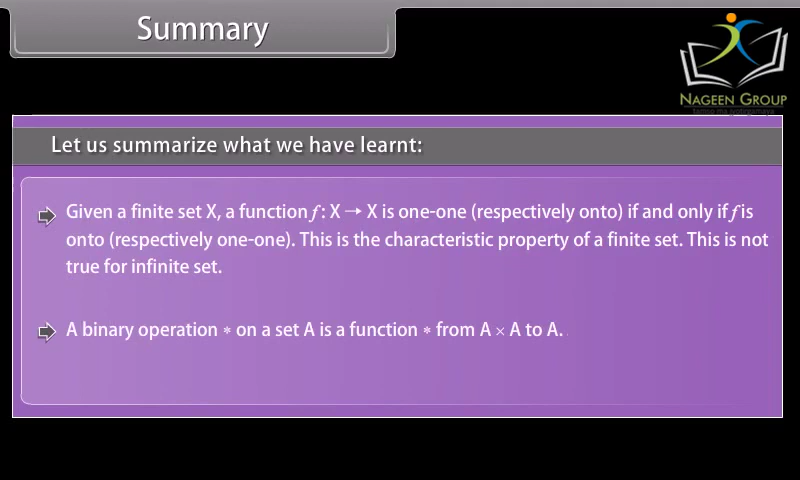 Summary
NAGEEN GROUP
Let us summarize what we have learnt:
Given a finite set X, a function f : X → X is one-one (respectively onto) if and only if f is
onto (respectively one-one). This is the characteristic property of a finite set. This is not
true for infinite set.
A binary operation * on a set A is a function * from A × A to A.